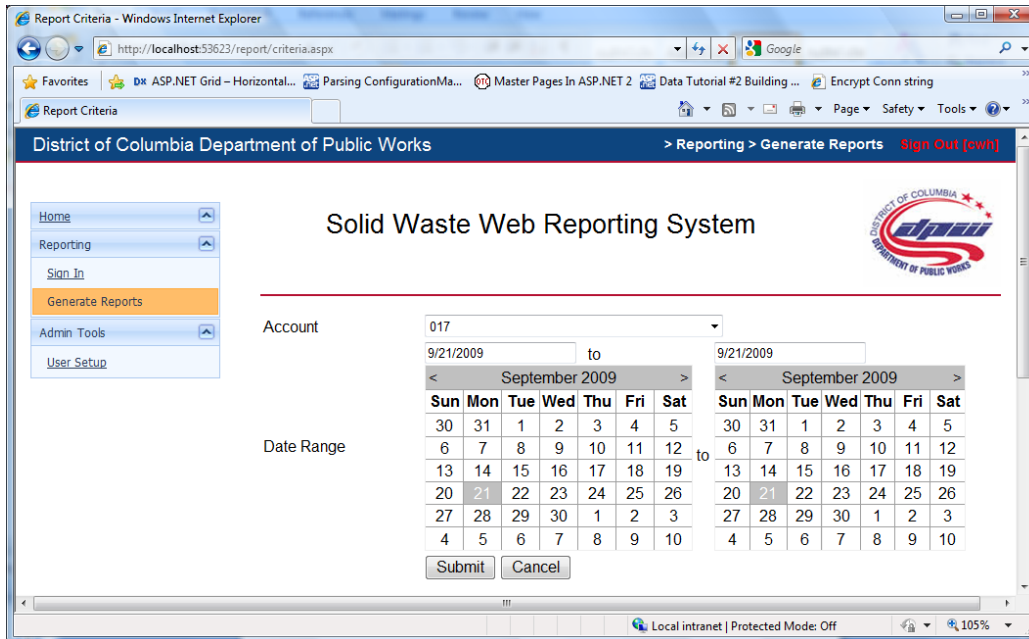 Report Criteria - Windows Internet Explorer
http://localhost:53623/report/criteria.aspx
Google
Favorites DX ASP.NET Grid – Horizontal... Parsing ConfigurationMa... OTC Master Pages In ASP.NET 2 Data Tutorial #2 Building ... Encrypt Conn string
Report Criteria
Page Safety Tools
District of Columbia Department of Public Works > Reporting > Generate Reports Sign Out [cwh]
Home
Reporting
Sign In
Generate Reports
Admin Tools
User Setup
Solid Waste Web Reporting System
DISTRICT OF COLUMBIA
dpw
DEPARTMENT OF PUBLIC WORKS
Account 017
Date Range
9/21/2009 to 9/21/2009
< September 2009 >
Sun Mon Tue Wed Thu Fri Sat
30 31 1 2 3 4 5
6 7 8 9 10 11 12
13 14 15 16 17 18 19
20 21 22 23 24 25 26
27 28 29 30 1 2 3
4 5 6 7 8 9 10
to
< September 2009 >
Sun Mon Tue Wed Thu Fri Sat
30 31 1 2 3 4 5
6 7 8 9 10 11 12
13 14 15 16 17 18 19
20 21 22 23 24 25 26
27 28 29 30 1 2 3
4 5 6 7 8 9 10
Submit Cancel
Local intranet | Protected Mode: Off 105%